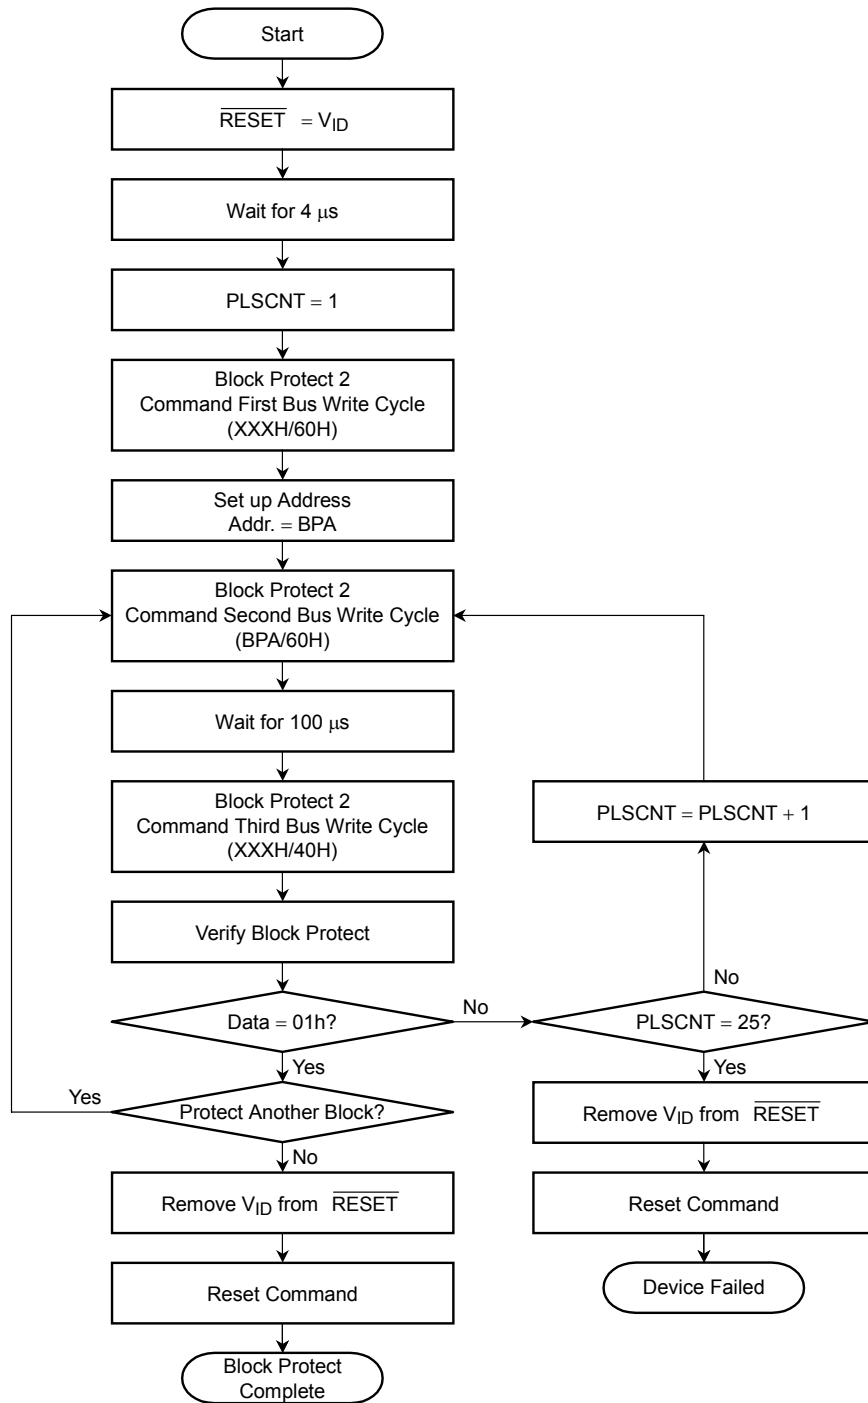 Start
RESET = VID
Wait for 4 μs
PLSCNT = 1
Block Protect 2
Command First Bus Write Cycle
(XXXH/60H)
Set up Address
Addr. = BPA
Block Protect 2
Command Second Bus Write Cycle
(BPA/60H)
Wait for 100 μs
Block Protect 2
Command Third Bus Write Cycle
(XXXH/40H)
PLSCNT = PLSCNT + 1
Verify Block Protect
Data = 01h?
No
PLSCNT = 25?
No
Yes
Yes
Protect Another Block?
Yes
No
Remove VID from RESET
Remove VID from RESET
Reset Command
Reset Command
Device Failed
Block Protect
Complete